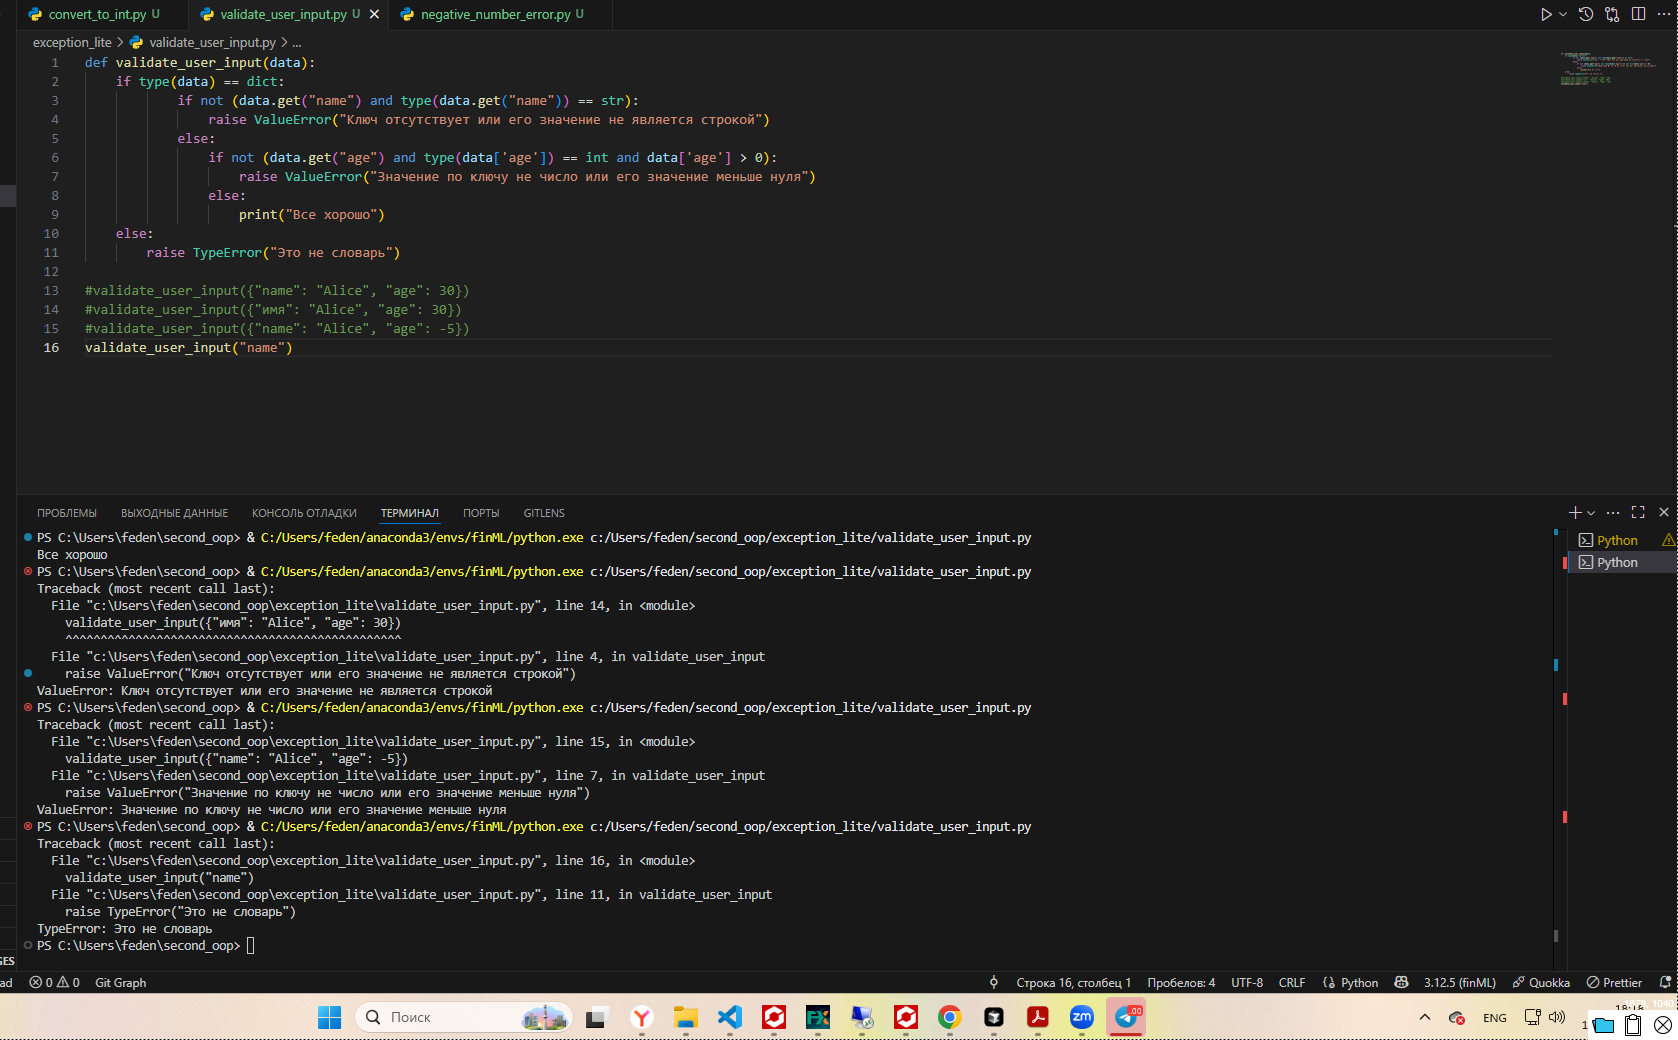 convert_to_int.py U
validate_user_input.py U
negative_number_error.py U
exception_lite > validate_user_input.py > ...
1 def validate_user_input(data):
2 if type(data) == dict:
3 if not (data.get("name") and type(data.get("name")) == str):
4 raise ValueError("Ключ отсутствует или его значение не является строкой")
5 else:
6 if not (data.get("age") and type(data['age']) == int and data['age'] > 0):
7 raise ValueError("Значение по ключу не число или его значение меньше нуля")
8 else:
9 print("Все хорошо")
10 else:
11 raise TypeError("Это не словарь")
12
13 #validate_user_input({"name": "Alice", "age": 30})
14 #validate_user_input({"имя": "Alice", "age": 30})
15 #validate_user_input({"name": "Alice", "age": -5})
16 validate_user_input("name")
ПРОБЛЕМЫ ВЫХОДНЫЕ ДАННЫЕ КОНСОЛЬ ОТЛАДКИ ТЕРМИНАЛ ПОРТЫ GITLENS
PS C:\Users\feden\second_oop> & C:/Users/feden/anaconda3/envs/finML/python.exe c:/Users/feden/second_oop/exception_lite/validate_user_input.py
Все хорошо
PS C:\Users\feden\second_oop> & C:/Users/feden/anaconda3/envs/finML/python.exe c:/Users/feden/second_oop/exception_lite/validate_user_input.py
Traceback (most recent call last):
File "c:\Users\feden\second_oop\exception_lite\validate_user_input.py", line 14, in <module>
validate_user_input({"имя": "Alice", "age": 30})
^^^^^^^^^^^^^^^^^^^^^^^^^^^^^^^^^^^^^^^^^^^^^^^^
File "c:\Users\feden\second_oop\exception_lite\validate_user_input.py", line 4, in validate_user_input
raise ValueError("Ключ отсутствует или его значение не является строкой")
ValueError: Ключ отсутствует или его значение не является строкой
PS C:\Users\feden\second_oop> & C:/Users/feden/anaconda3/envs/finML/python.exe c:/Users/feden/second_oop/exception_lite/validate_user_input.py
Traceback (most recent call last):
File "c:\Users\feden\second_oop\exception_lite\validate_user_input.py", line 15, in <module>
validate_user_input({"name": "Alice", "age": -5})
File "c:\Users\feden\second_oop\exception_lite\validate_user_input.py", line 7, in validate_user_input
raise ValueError("Значение по ключу не число или его значение меньше нуля")
ValueError: Значение по ключу не число или его значение меньше нуля
PS C:\Users\feden\second_oop> & C:/Users/feden/anaconda3/envs/finML/python.exe c:/Users/feden/second_oop/exception_lite/validate_user_input.py
Traceback (most recent call last):
File "c:\Users\feden\second_oop\exception_lite\validate_user_input.py", line 16, in <module>
validate_user_input("name")
File "c:\Users\feden\second_oop\exception_lite\validate_user_input.py", line 11, in validate_user_input
raise TypeError("Это не словарь")
TypeError: Это не словарь
PS C:\Users\feden\second_oop>
Python
Python
GES
ad 0 0 Git Graph
Строка 16, столбец 1 Пробелов: 4 UTF-8 CRLF Python 3.12.5 (finML) Quokka Prettier
Поиск
ENG